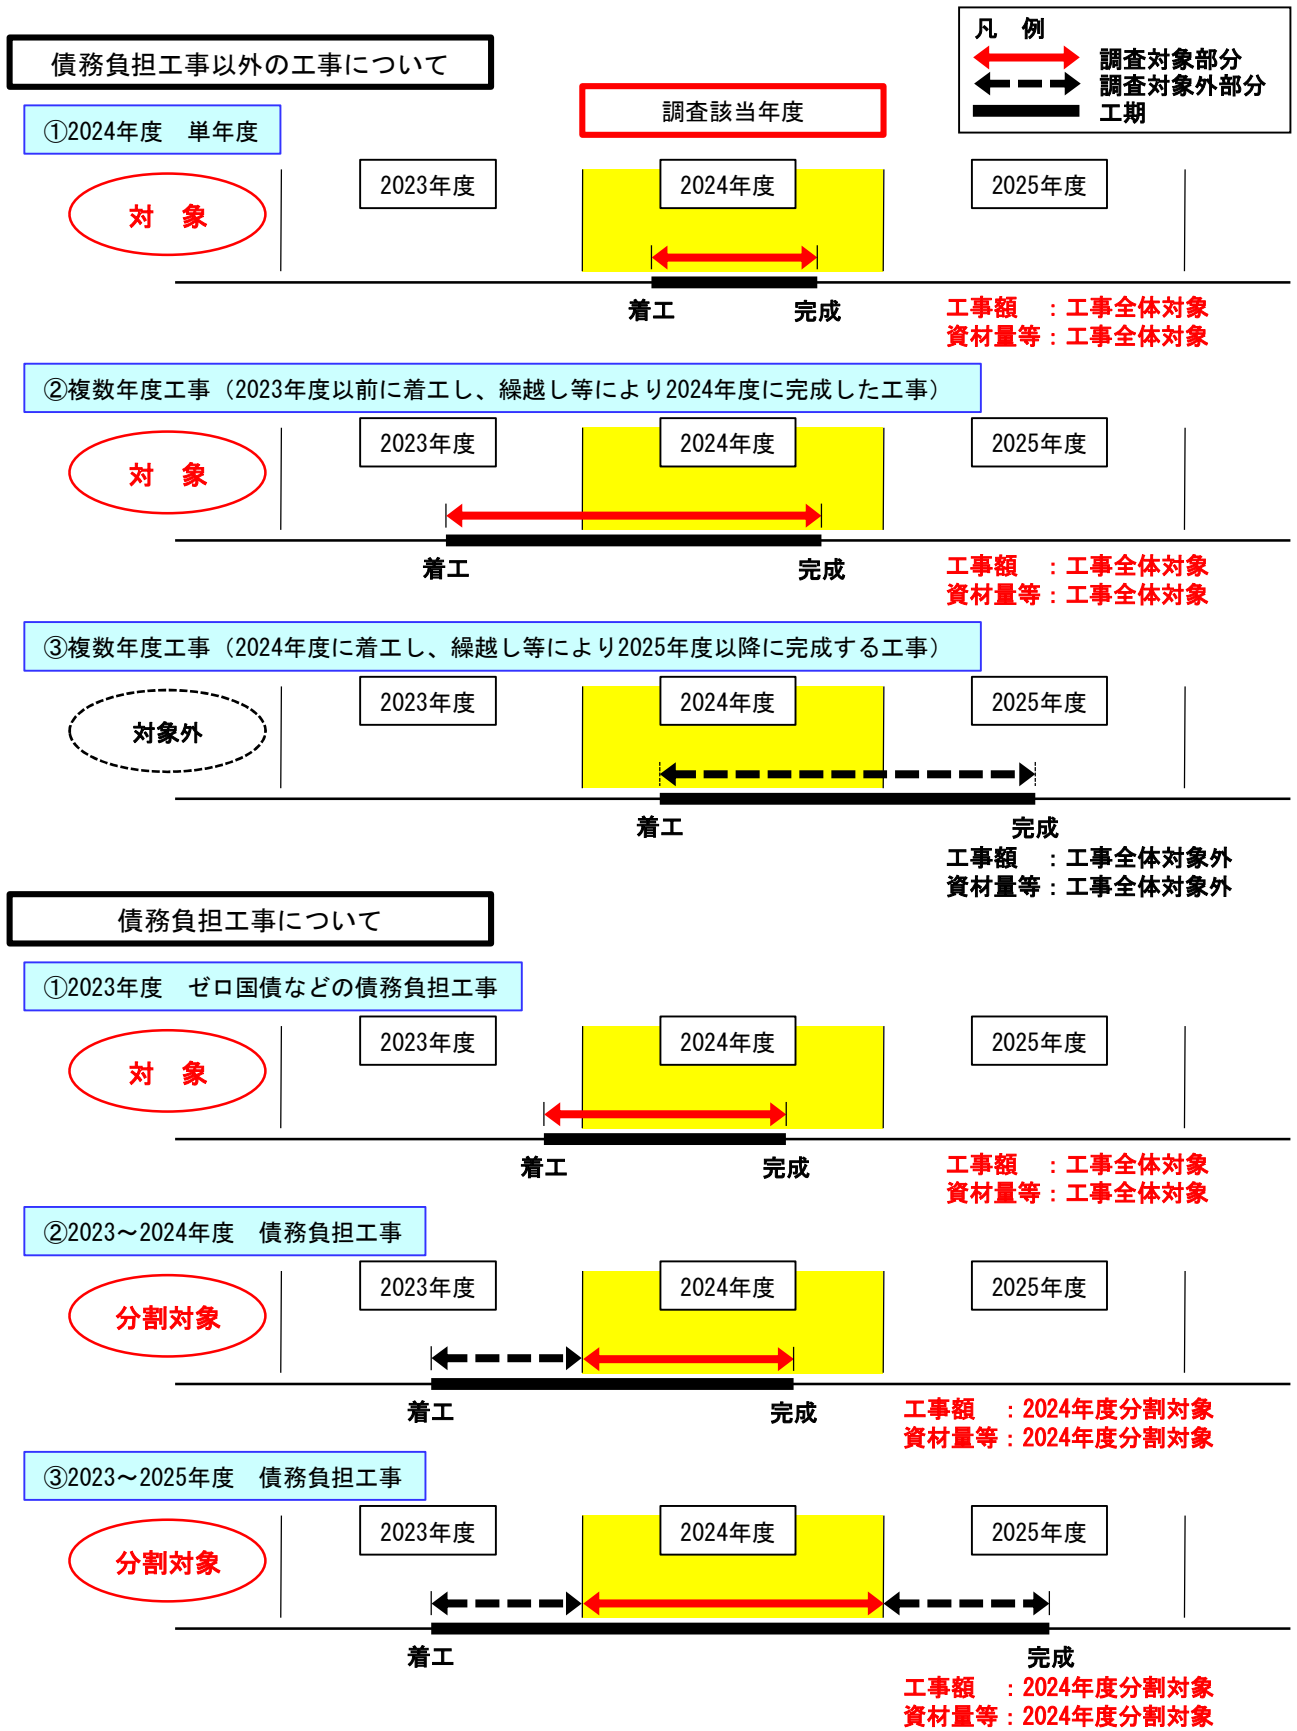 凡　例
調査対象部分
調査対象外部分
工期
債務負担工事以外の工事について
調査該当年度
①2024年度　単年度
2023年度
2024年度
2025年度
対　象
着工
完成
工事額　：工事全体対象
資材量等：工事全体対象
②複数年度工事（2023年度以前に着工し、繰越し等により2024年度に完成した工事）
2023年度
2024年度
2025年度
対　象
着工
完成
工事額　：工事全体対象
資材量等：工事全体対象
③複数年度工事（2024年度に着工し、繰越し等により2025年度以降に完成する工事）
2023年度
2024年度
2025年度
対象外
着工
完成
工事額　：工事全体対象外
資材量等：工事全体対象外
債務負担工事について
①2023年度　ゼロ国債などの債務負担工事
2023年度
2024年度
2025年度
対　象
着工
完成
工事額　：工事全体対象
資材量等：工事全体対象
②2023～2024年度　債務負担工事
2023年度
2024年度
2025年度
分割対象
着工
完成
工事額　：2024年度分割対象
資材量等：2024年度分割対象
③2023～2025年度　債務負担工事
2023年度
2024年度
2025年度
分割対象
着工
完成
工事額　：2024年度分割対象
資材量等：2024年度分割対象